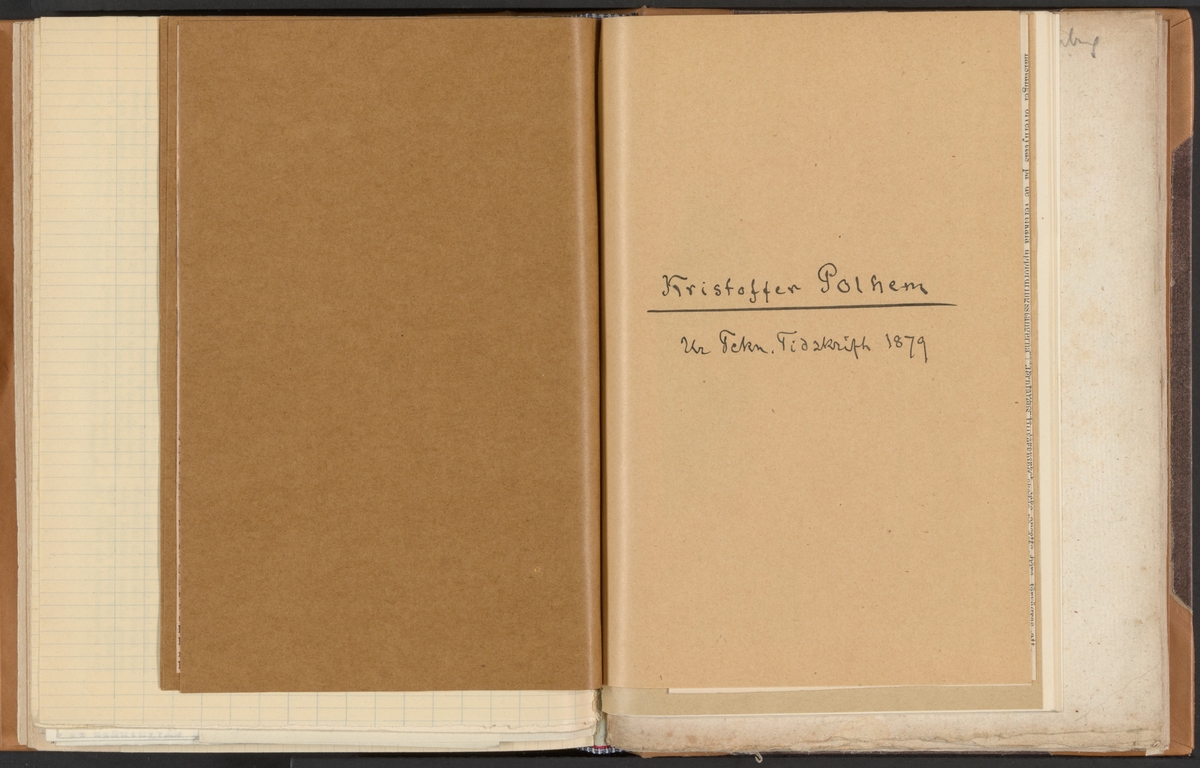 Kristoffer Polhem
Ur Tekn. Tidskrift 1879